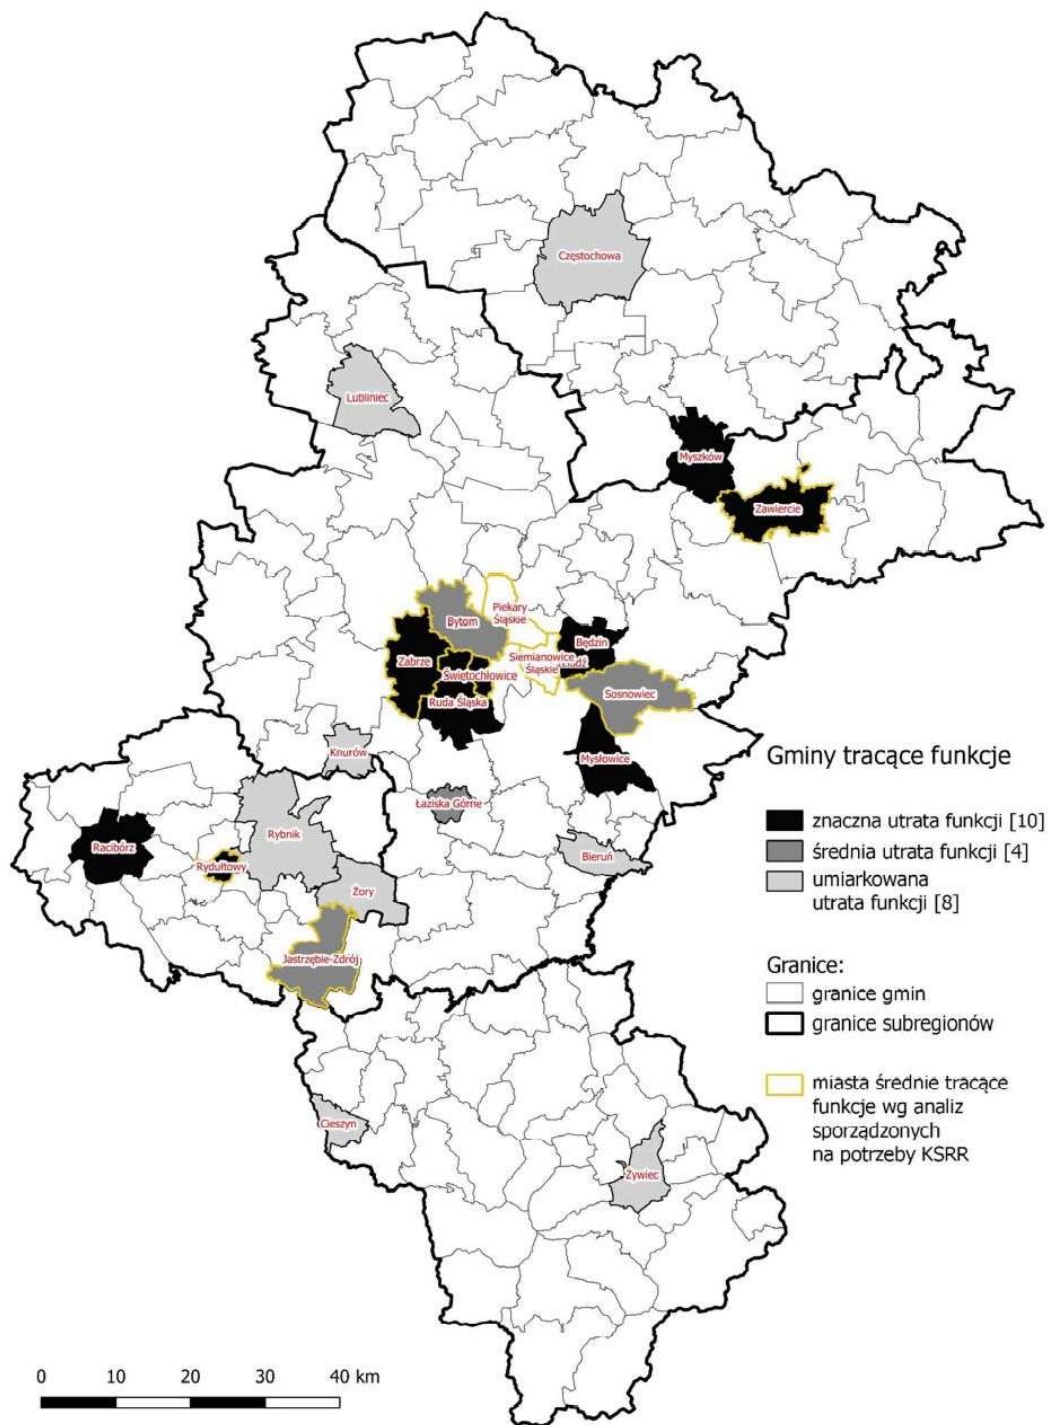 Częstochowa
Lubliniec
Myszków
Zawiercie
Piekary
Śląskie
Bytom
Będzin
Siemianowice
Śląskie
Zabrze
Świętochłowice
Sosnowiec
Ruda Śląska
Knurów
Mysłowice
Łaziska Górne
Racibórz
Rybnik
Rydułtowy
Bieruń
Żory
Jastrzębie-Zdrój
Cieszyn
Żywiec
Gminy tracące funkcje
znaczna utrata funkcji [10]
średnia utrata funkcji [4]
umiarkowana
utrata funkcji [8]
Granice:
granice gmin
granice subregionów
miasta średnie tracące
funkcje wg analiz
sporządzonych
na potrzeby KSRR
0 10 20 30 40 km